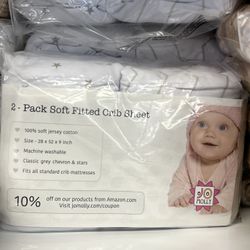 2 - Pack Soft Fitted Crib Sheet
100% soft jersey cotton
Size - 28 x 52 x 9 inch
Machine washable
Classic grey chevron & stars
Fits all standard crib mattresses
10% off on our products from Amazon.com
Visit jomolly.com/coupon
JO
MOLLY